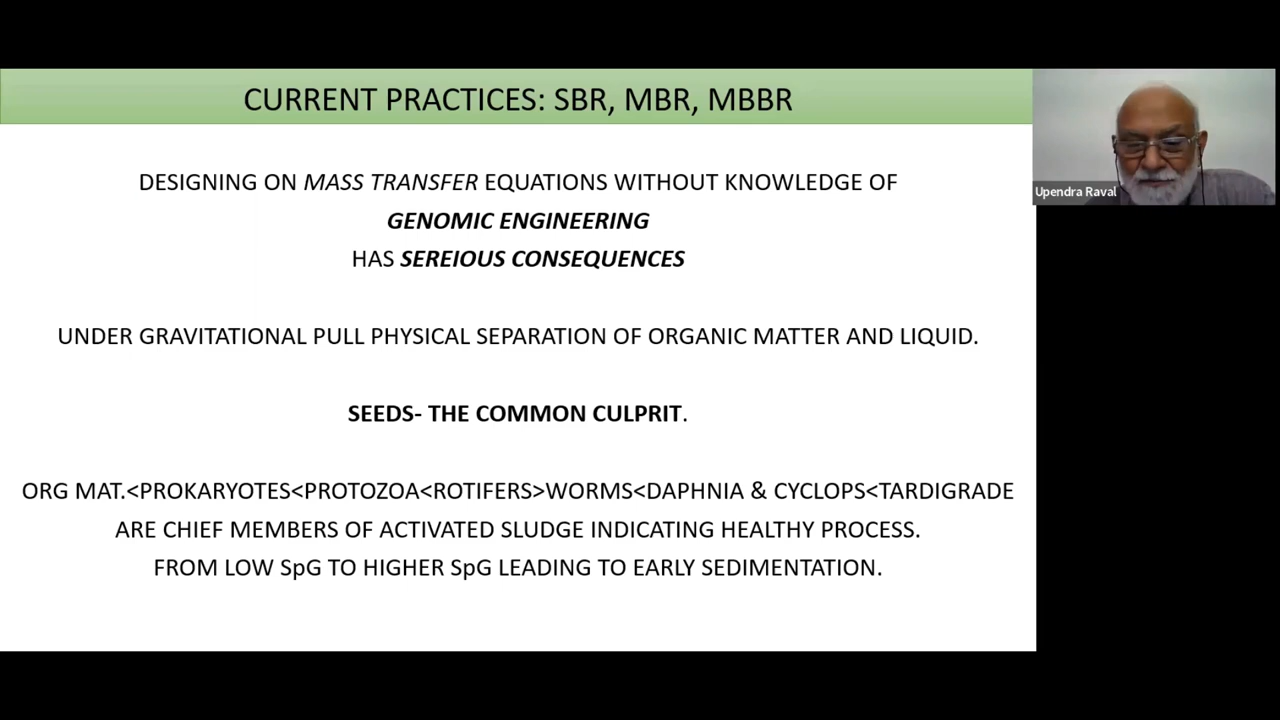 CURRENT PRACTICES: SBR, MBR, MBBR
DESIGNING ON MASS TRANSFER EQUATIONS WITHOUT KNOWLEDGE OF
GENOMIC ENGINEERING
HAS SEREIOUS CONSEQUENCES
UNDER GRAVITATIONAL PULL PHYSICAL SEPARATION OF ORGANIC MATTER AND LIQUID.
SEEDS- THE COMMON CULPRIT.
ORG MAT.<PROKARYOTES<PROTOZOA<ROTIFERS>WORMS<DAPHNIA & CYCLOPS<TARDIGRADE
ARE CHIEF MEMBERS OF ACTIVATED SLUDGE INDICATING HEALTHY PROCESS.
FROM LOW SpG TO HIGHER SpG LEADING TO EARLY SEDIMENTATION.
Upendra Raval